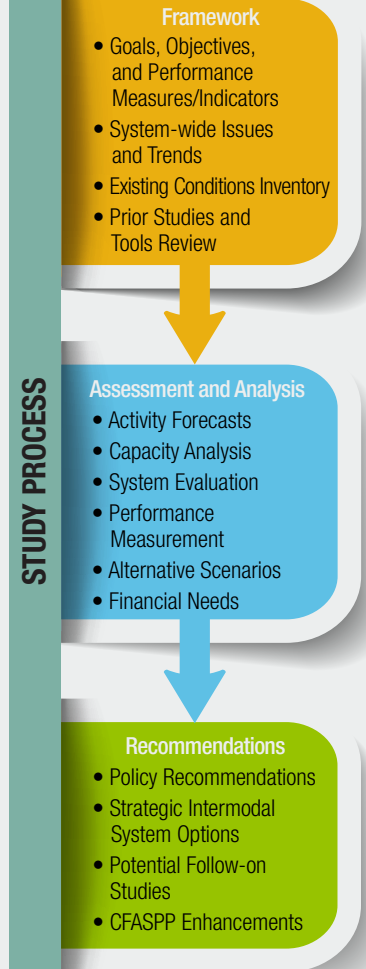 STUDY PROCESS
Framework
• Goals, Objectives,
and Performance
Measures/Indicators
• System-wide Issues
and Trends
• Existing Conditions Inventory
• Prior Studies and
Tools Review
Assessment and Analysis
• Activity Forecasts
• Capacity Analysis
• System Evaluation
• Performance
Measurement
• Alternative Scenarios
• Financial Needs
Recommendations
• Policy Recommendations
• Strategic Intermodal
System Options
• Potential Follow-on
Studies
• CFASPP Enhancements